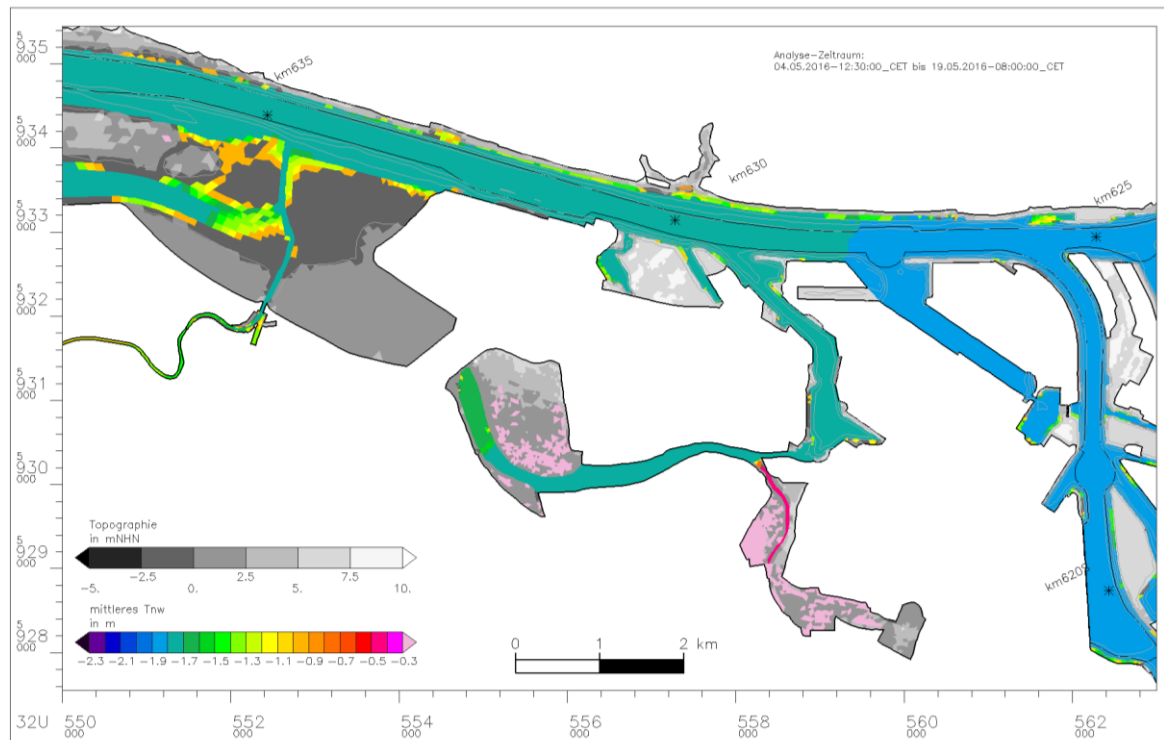 Analyse-Zeitraum:
04.05.2016-12:30:00_CET bis 19.05.2016-08:00:00_CET
km635
km630
km625
km620S
5
935
000
5
934
000
5
933
000
5
932
000
5
931
000
5
930
000
5
929
000
5
928
000
Topographie
in mNHN
-5. -2.5 0. 2.5 5. 7.5 10.
mittleres Tnw
in m
-2.3 -2.1 -1.9 -1.7 -1.5 -1.3 -1.1 -0.9 -0.7 -0.5 -0.3
0 1 2 km
32U 550 552 554 556 558 560 562
000 000 000 000 000 000 000